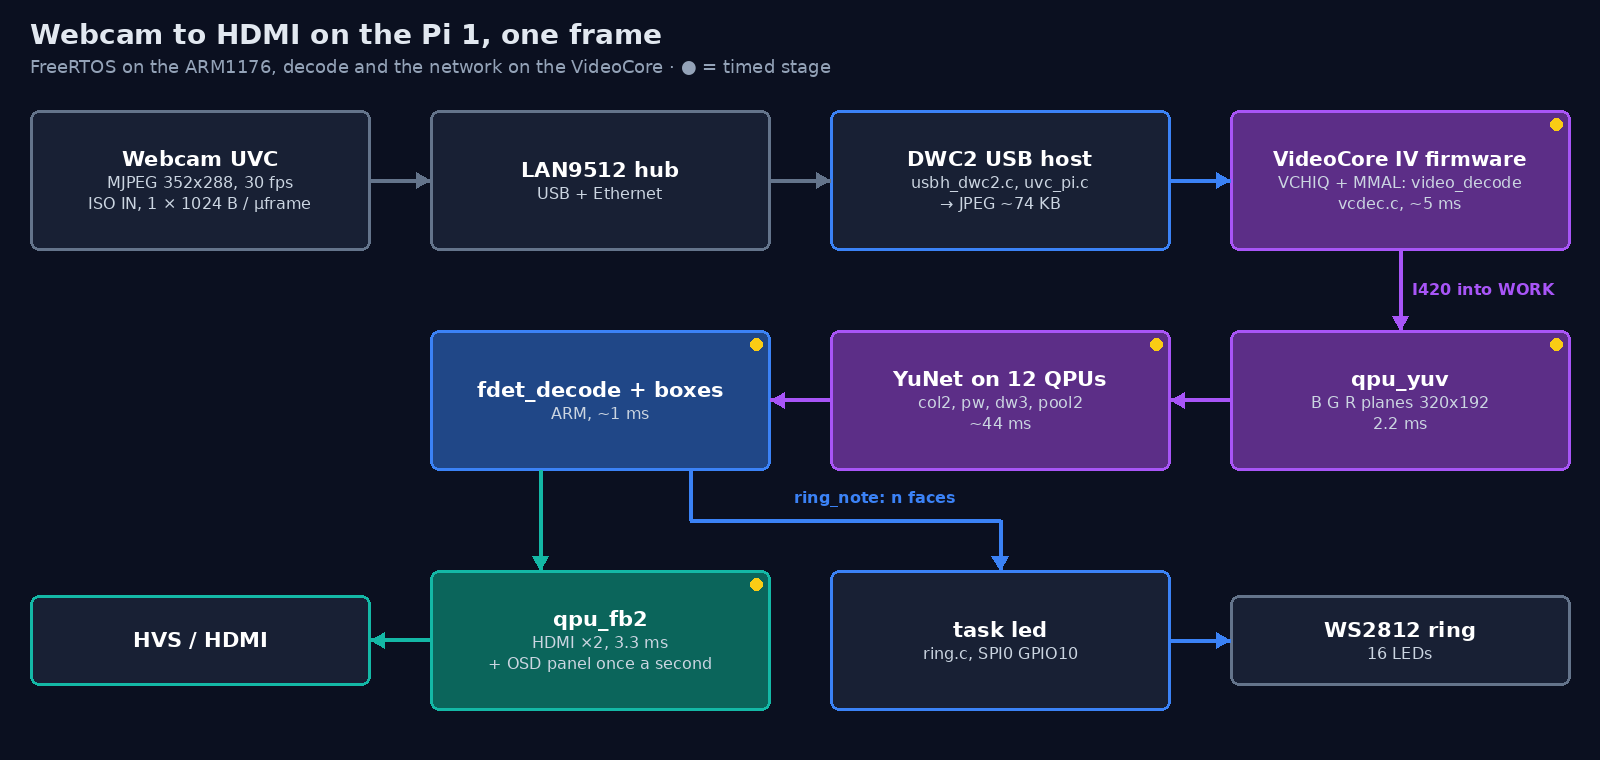 Webcam to HDMI on the Pi 1, one frame
FreeRTOS on the ARM1176, decode and the network on the VideoCore · ● = timed stage
Webcam UVC
MJPEG 352x288, 30 fps
ISO IN, 1 × 1024 B / µframe
LAN9512 hub
USB + Ethernet
DWC2 USB host
usbh_dwc2.c, uvc_pi.c
→ JPEG ~74 KB
VideoCore IV firmware
VCHIQ + MMAL: video_decode
vcdec.c, ~5 ms
I420 into WORK
fdet_decode + boxes
ARM, ~1 ms
YuNet on 12 QPUs
col2, pw, dw3, pool2
~44 ms
qpu_yuv
B G R planes 320x192
2.2 ms
ring_note: n faces
HVS / HDMI
qpu_fb2
HDMI ×2, 3.3 ms
+ OSD panel once a second
task led
ring.c, SPI0 GPIO10
WS2812 ring
16 LEDs